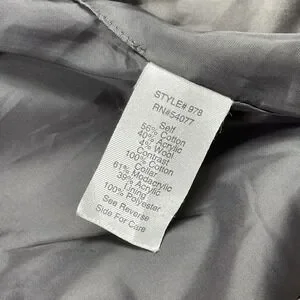 STYLE# 978
RN#54077
Self
56% Cotton
40% Acrylic
4% Wool
Contrast
100% Cotton
Collar
61% Modacrylic
39% Acrylic
Lining
100% Polyester
See Reverse
Side For Care